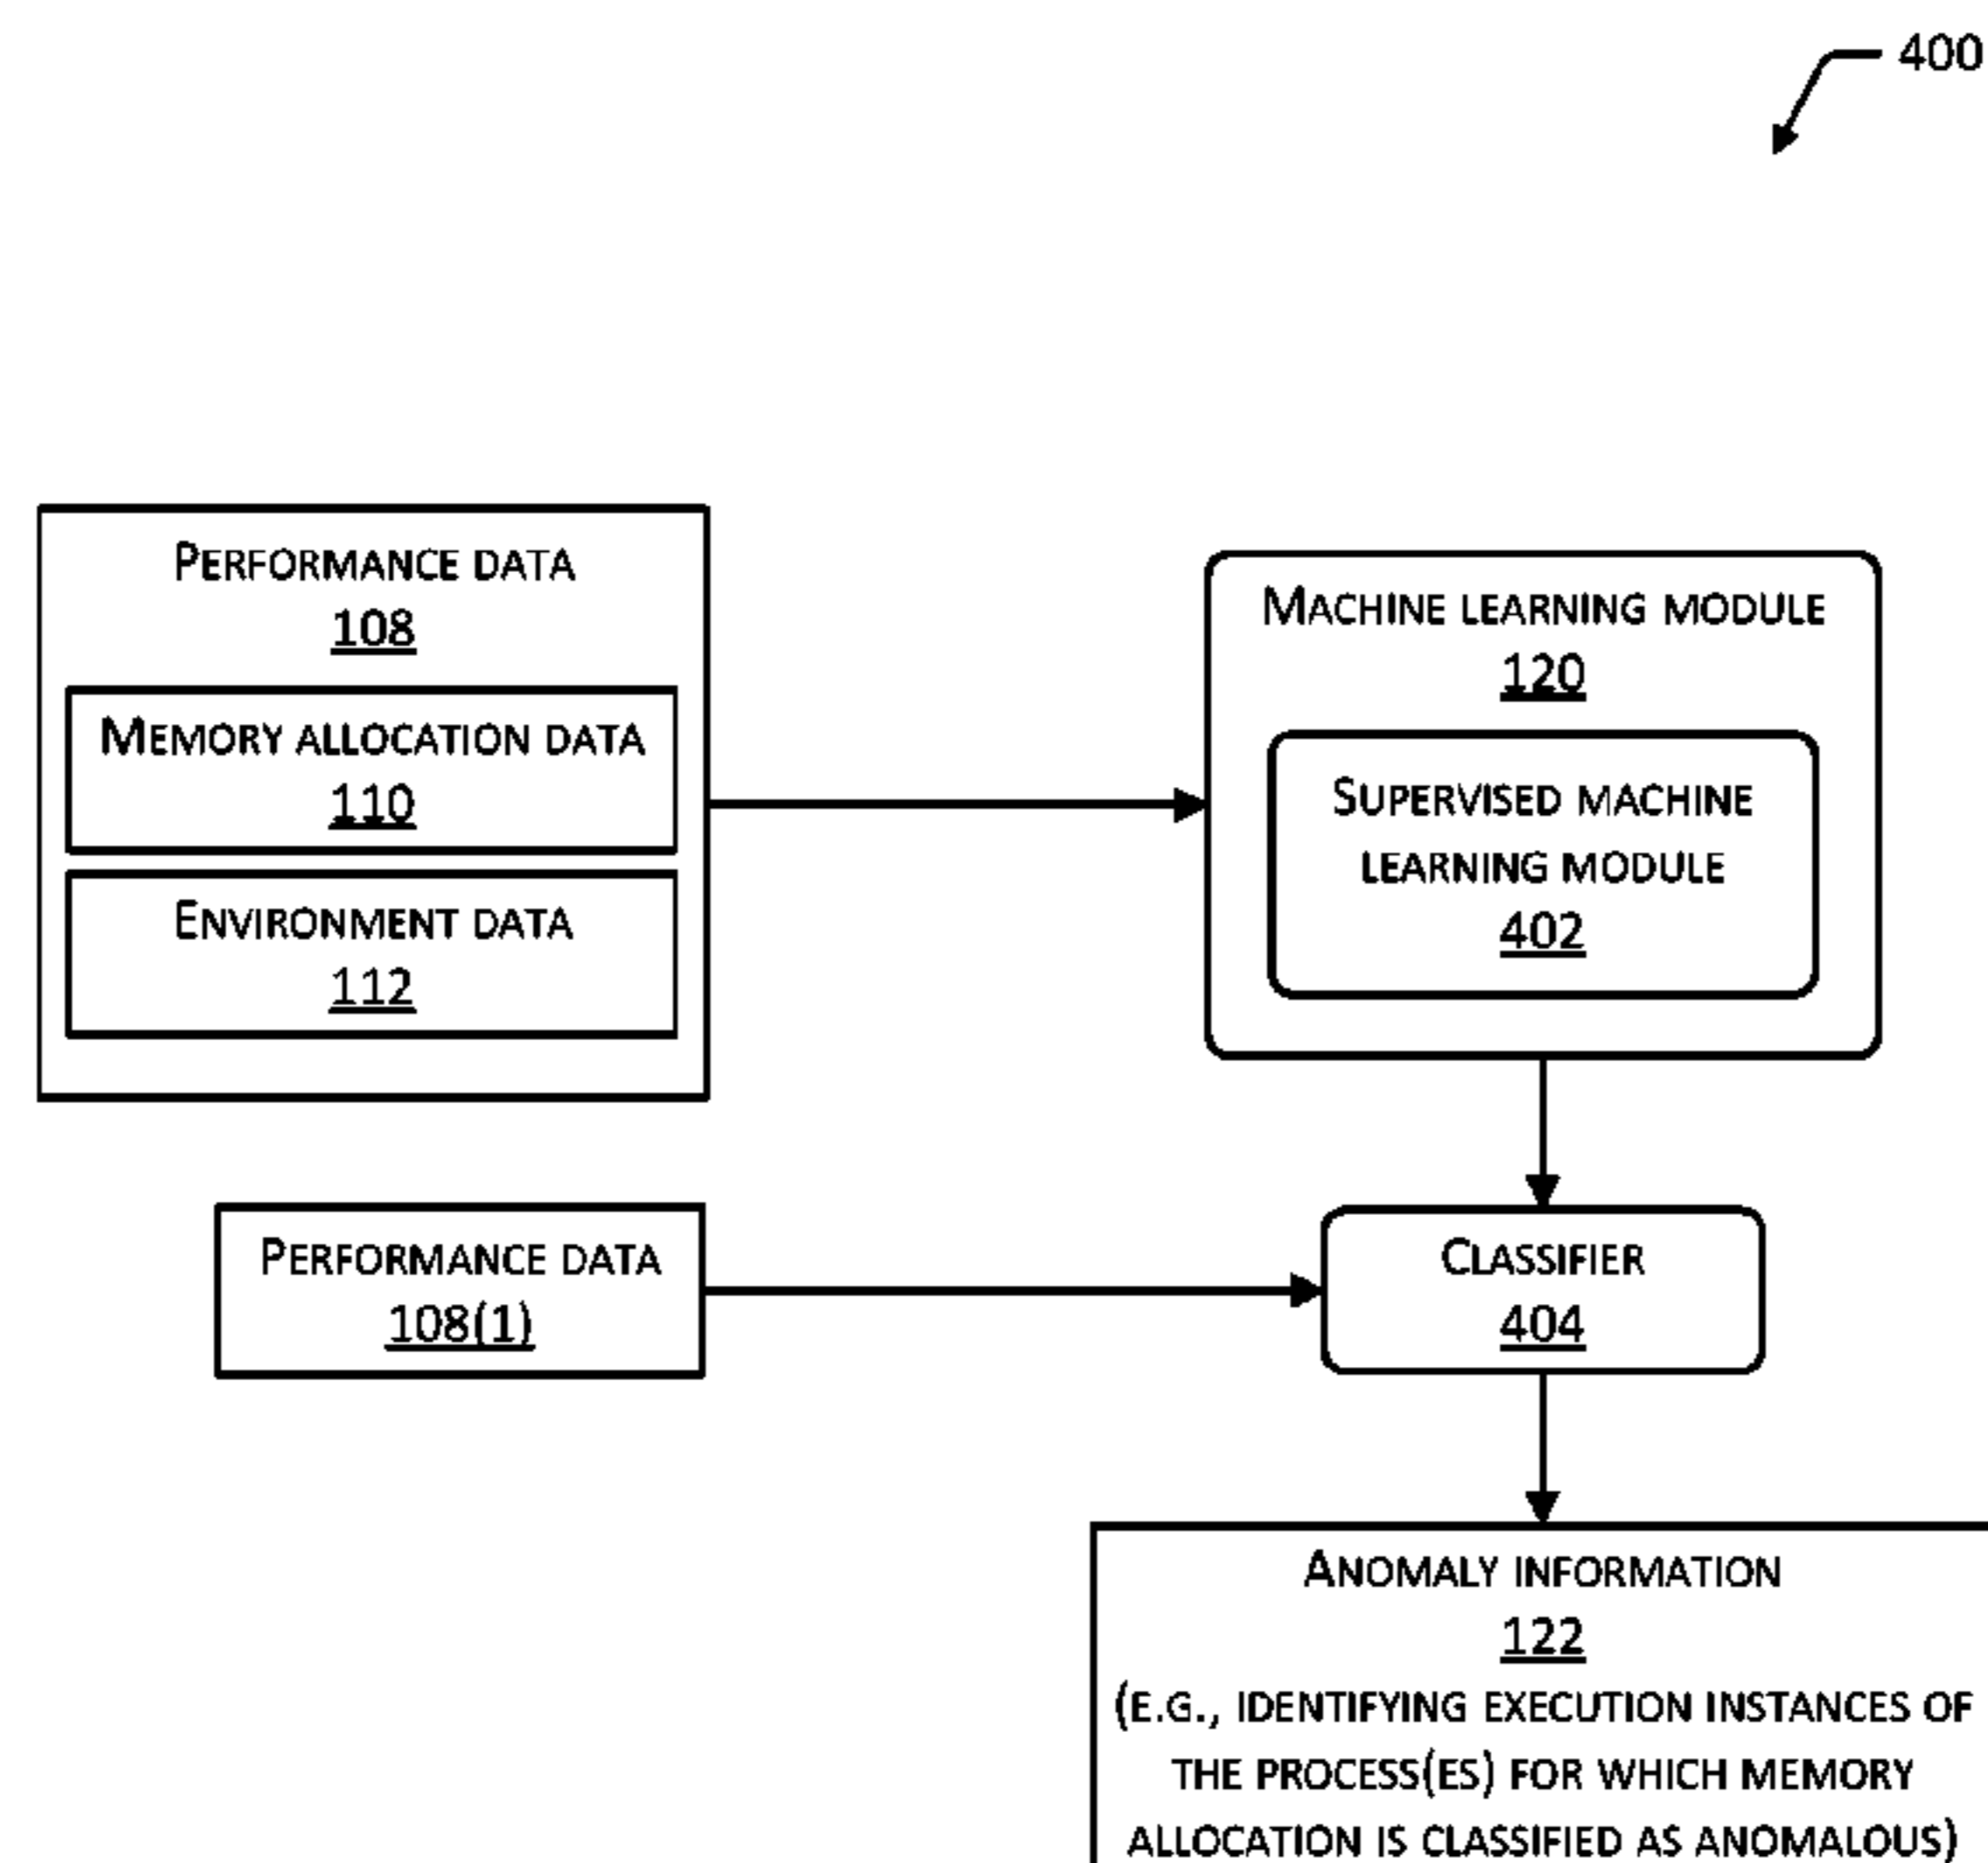 400
PERFORMANCE DATA
108
MEMORY ALLOCATION DATA
110
ENVIRONMENT DATA
112
MACHINE LEARNING MODULE
120
SUPERVISED MACHINE
LEARNING MODULE
402
PERFORMANCE DATA
108(1)
CLASSIFIER
404
ANOMALY INFORMATION
122
(E.G., IDENTIFYING EXECUTION INSTANCES OF
THE PROCESS(ES) FOR WHICH MEMORY
ALLOCATION IS CLASSIFIED AS ANOMALOUS)